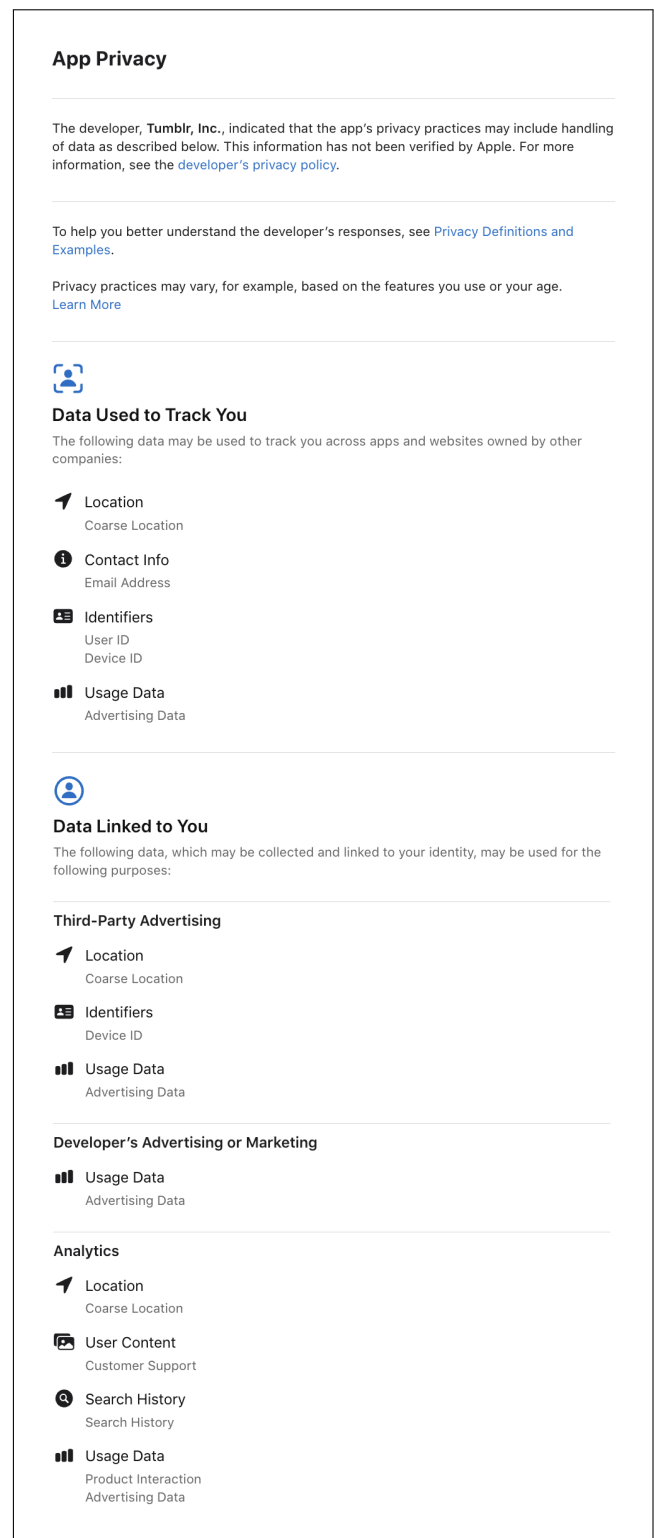 App Privacy
The developer, Tumblr, Inc., indicated that the app’s privacy practices may include handling
of data as described below. This information has not been verified by Apple. For more
information, see the developer’s privacy policy.
To help you better understand the developer’s responses, see Privacy Definitions and
Examples.
Privacy practices may vary, for example, based on the features you use or your age.
Learn More
Data Used to Track You
The following data may be used to track you across apps and websites owned by other
companies:
Location
Coarse Location
Contact Info
Email Address
Identifiers
User ID
Device ID
Usage Data
Advertising Data
Data Linked to You
The following data, which may be collected and linked to your identity, may be used for the
following purposes:
Third-Party Advertising
Location
Coarse Location
Identifiers
Device ID
Usage Data
Advertising Data
Developer’s Advertising or Marketing
Usage Data
Advertising Data
Analytics
Location
Coarse Location
User Content
Customer Support
Search History
Search History
Usage Data
Product Interaction
Advertising Data